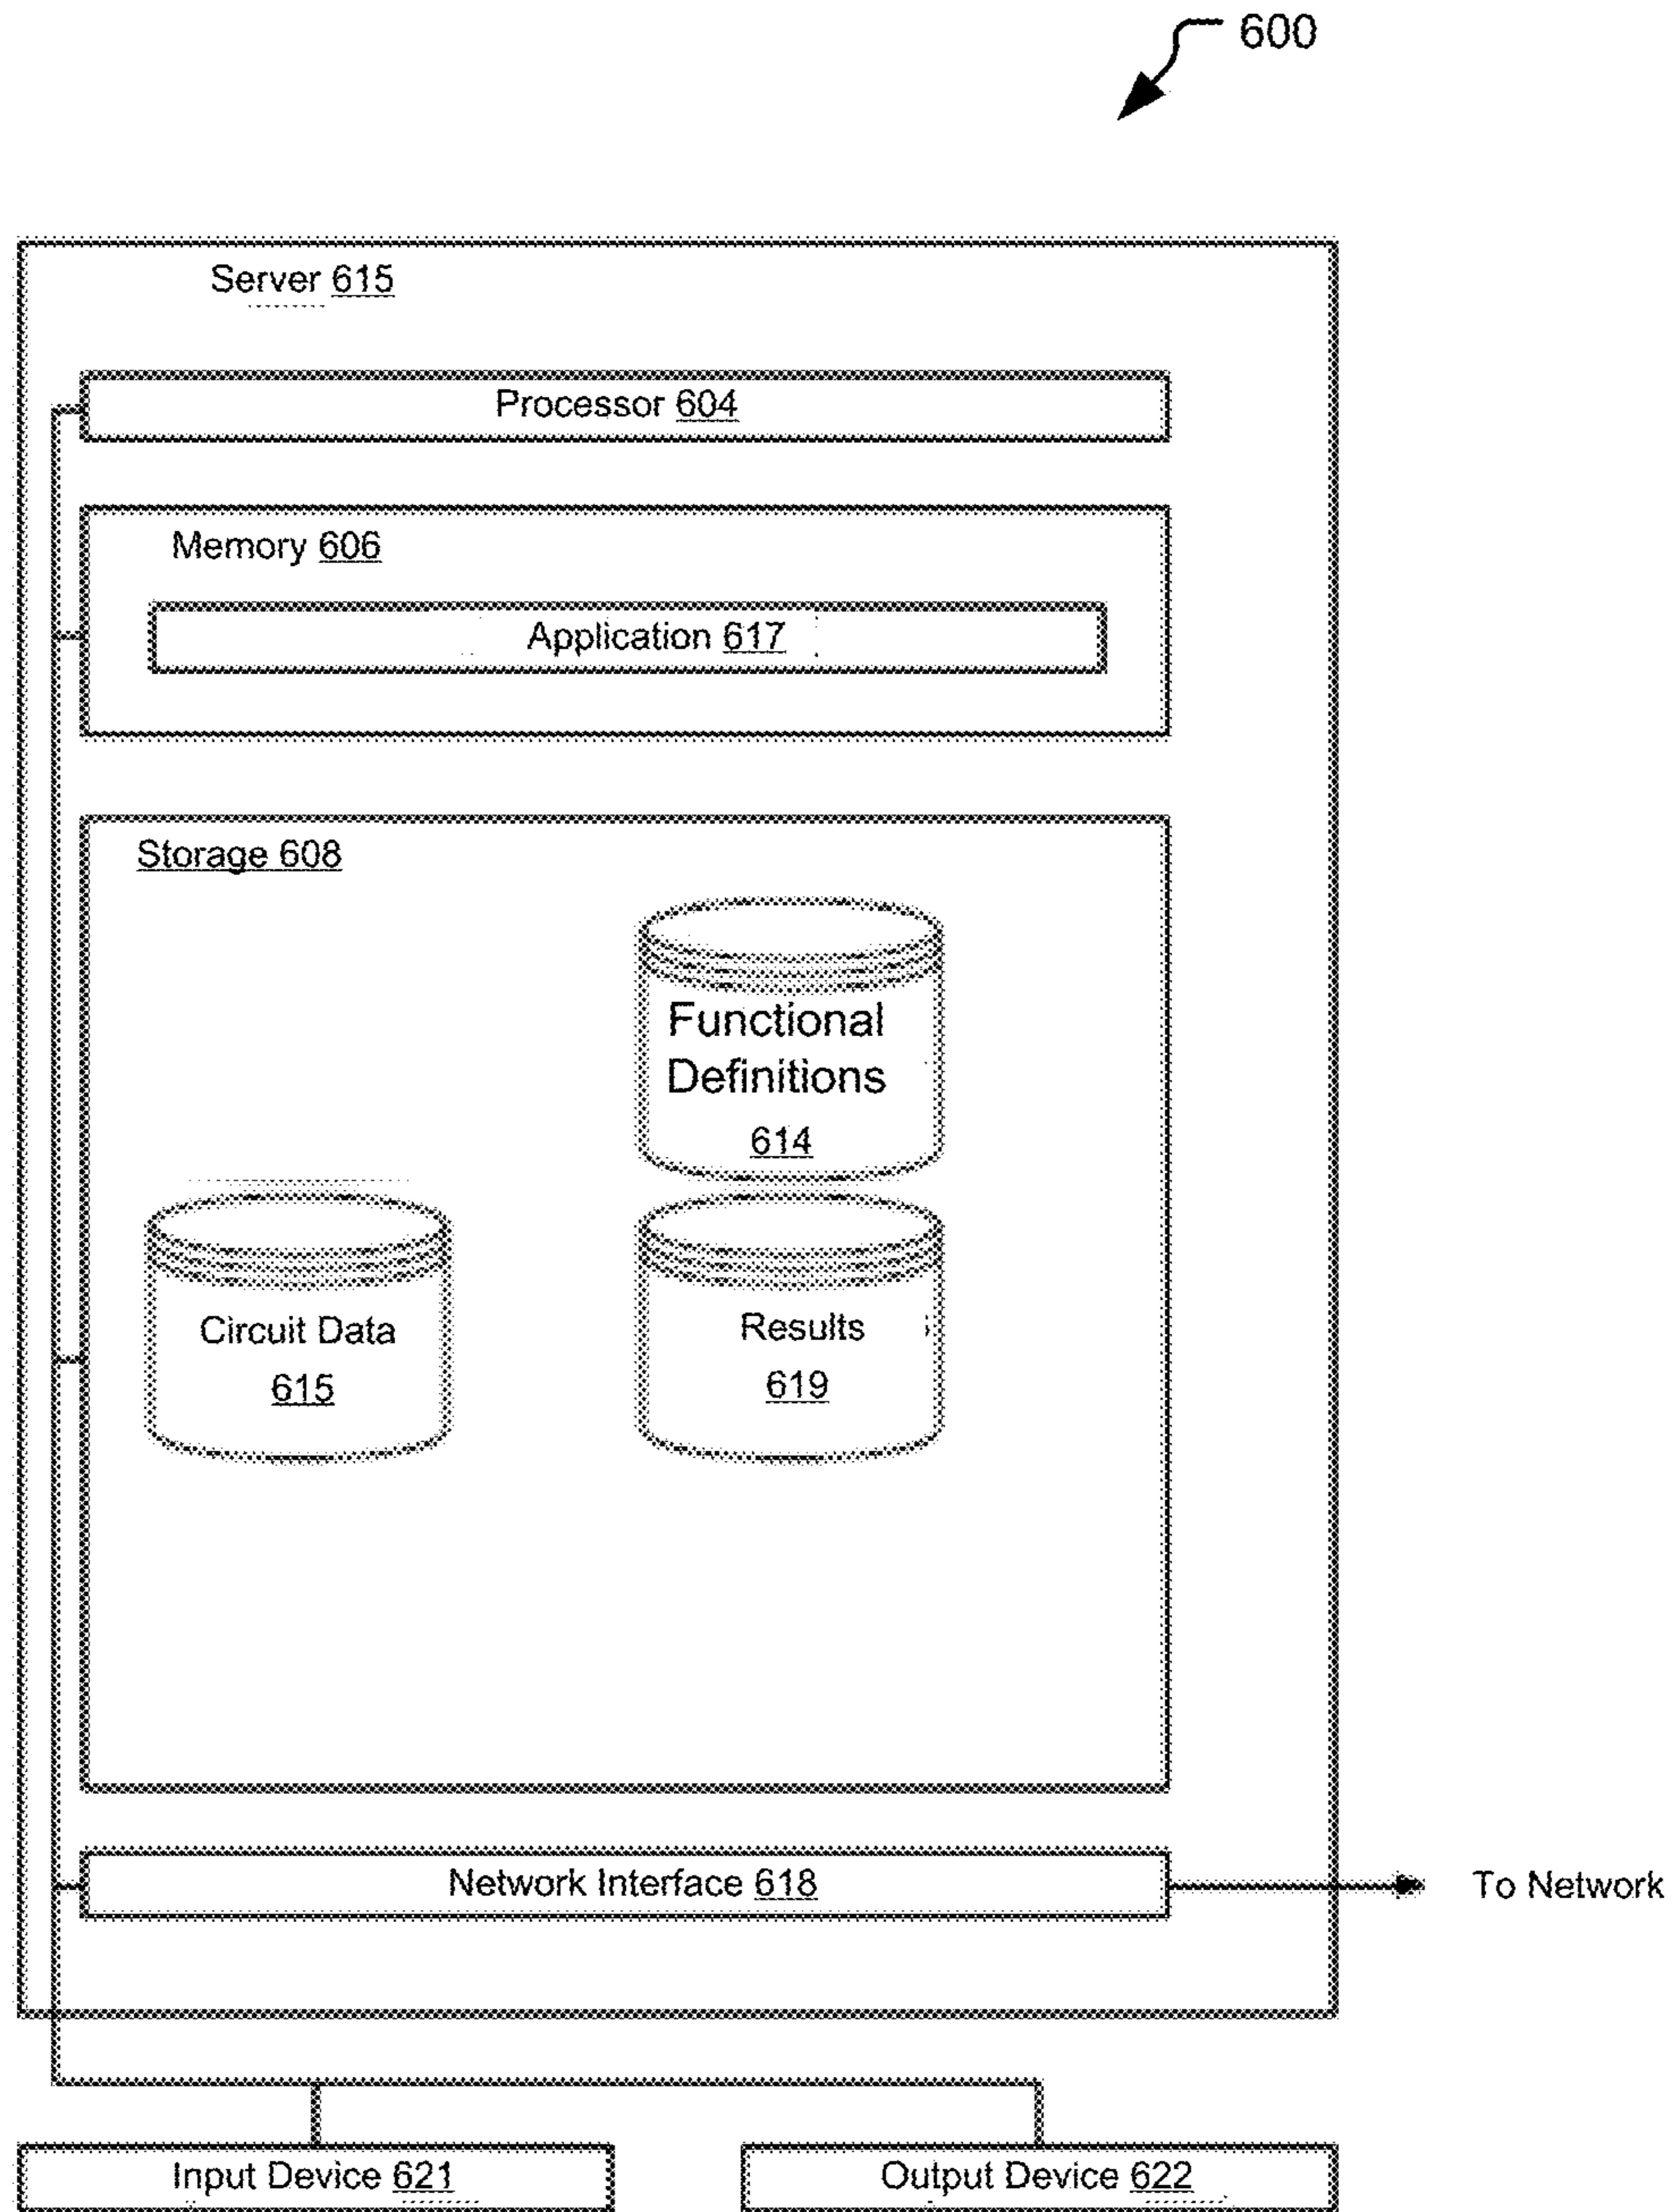 600
Server 615
Processor 604
Memory 606
Application 617
Storage 608
Functional
Definitions
614
Circuit Data
615
Results
619
Network Interface 618
To Network
Input Device 621
Output Device 622